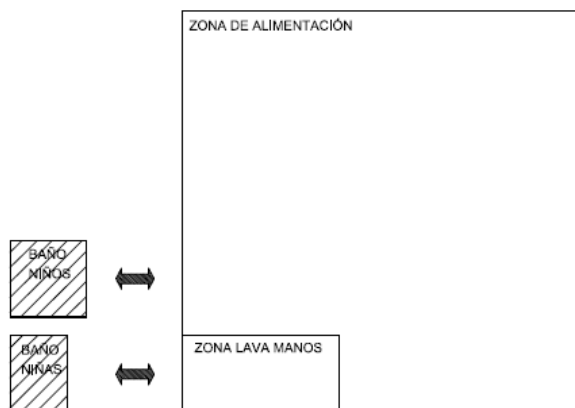 ZONA DE ALIMENTACIÓN
BAÑO
NIÑOS
BAÑO
NIÑAS
ZONA LAVA MANOS